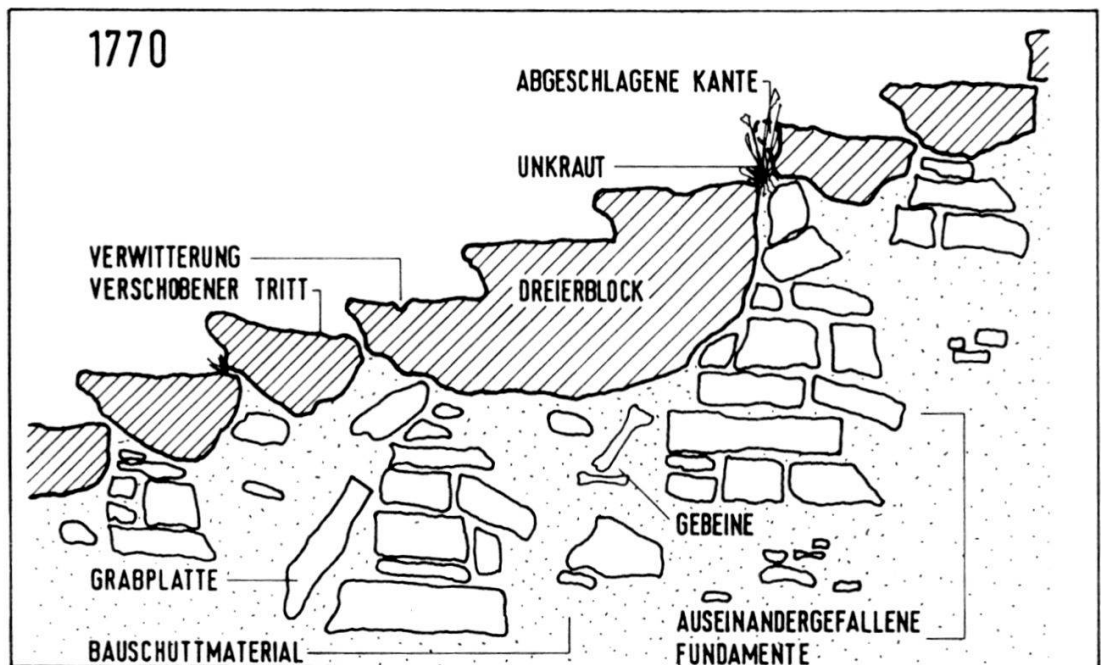 1770
ABGESCHLAGENE KANTE
UNKRAUT
VERWITTERUNG
VERSCHOBENER TRITT
DREIERBLOCK
GEBEINE
GRABPLATTE
AUSEINANDERGEFALLENE
FUNDAMENTE
BAUSCHUTTMATERIAL